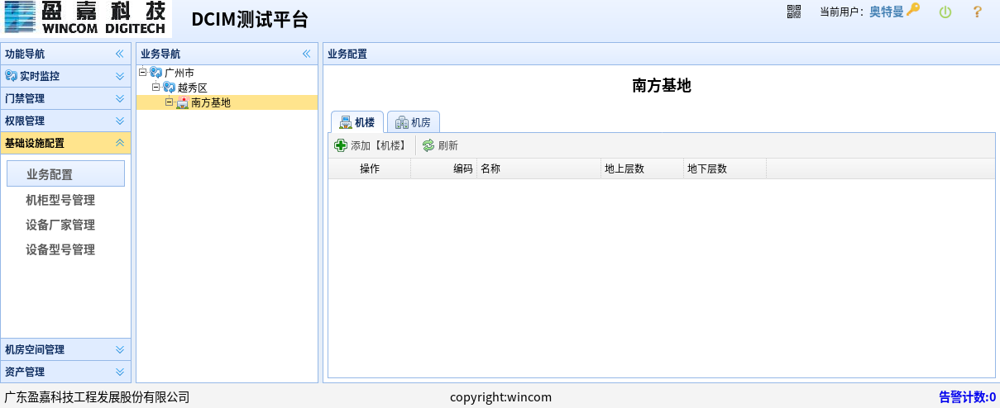 盈嘉科技
WINCOM DIGITECH
DCIM测试平台
当前用户：奥特曼
功能导航
实时监控
门禁管理
权限管理
基础设施配置
业务配置
机柜型号管理
设备厂家管理
设备型号管理
机房空间管理
资产管理
业务导航
广州市
越秀区
南方基地
业务配置
南方基地
机楼 机房
添加【机楼】 刷新
操作 编码 名称 地上层数 地下层数
广东盈嘉科技工程发展股份有限公司 copyright:wincom 告警计数:0